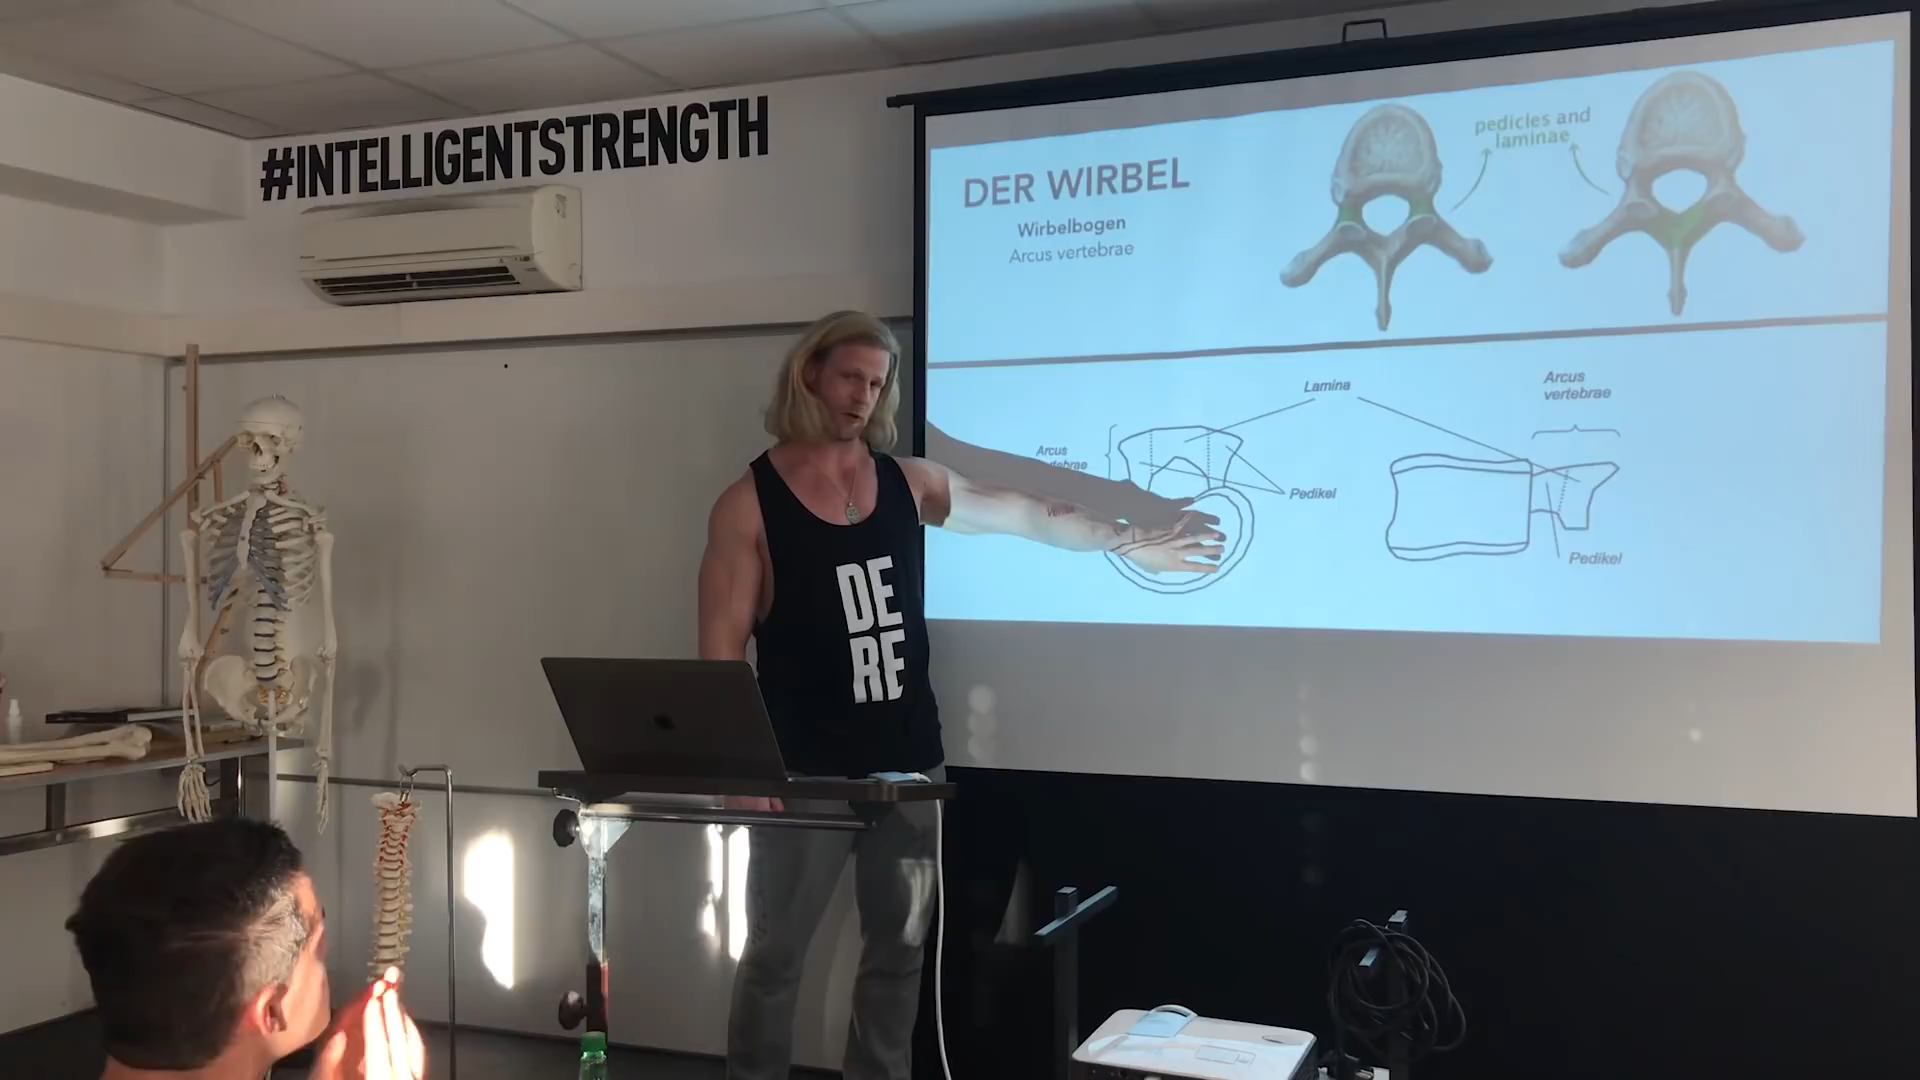 #INTELLIGENTSTRENGTH
DER WIRBEL
Wirbelbogen
Arcus vertebrae
pedicles and
laminae
Lamina
Arcus
vertebrae
Arcus
Pedikel
Pedikel
DE
RE